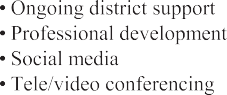 • Ongoing district support
• Professional development
• Social media
• Tele/video conferencing